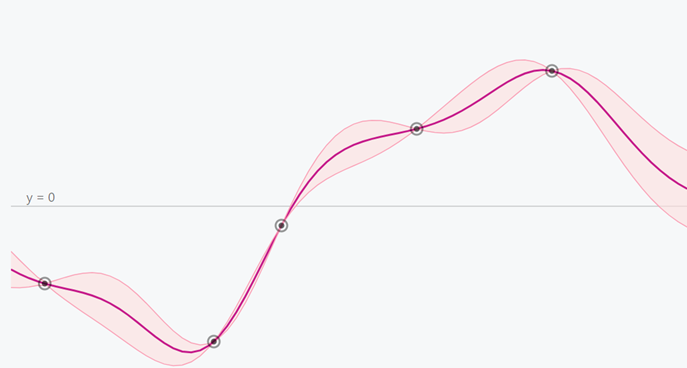 y = 0